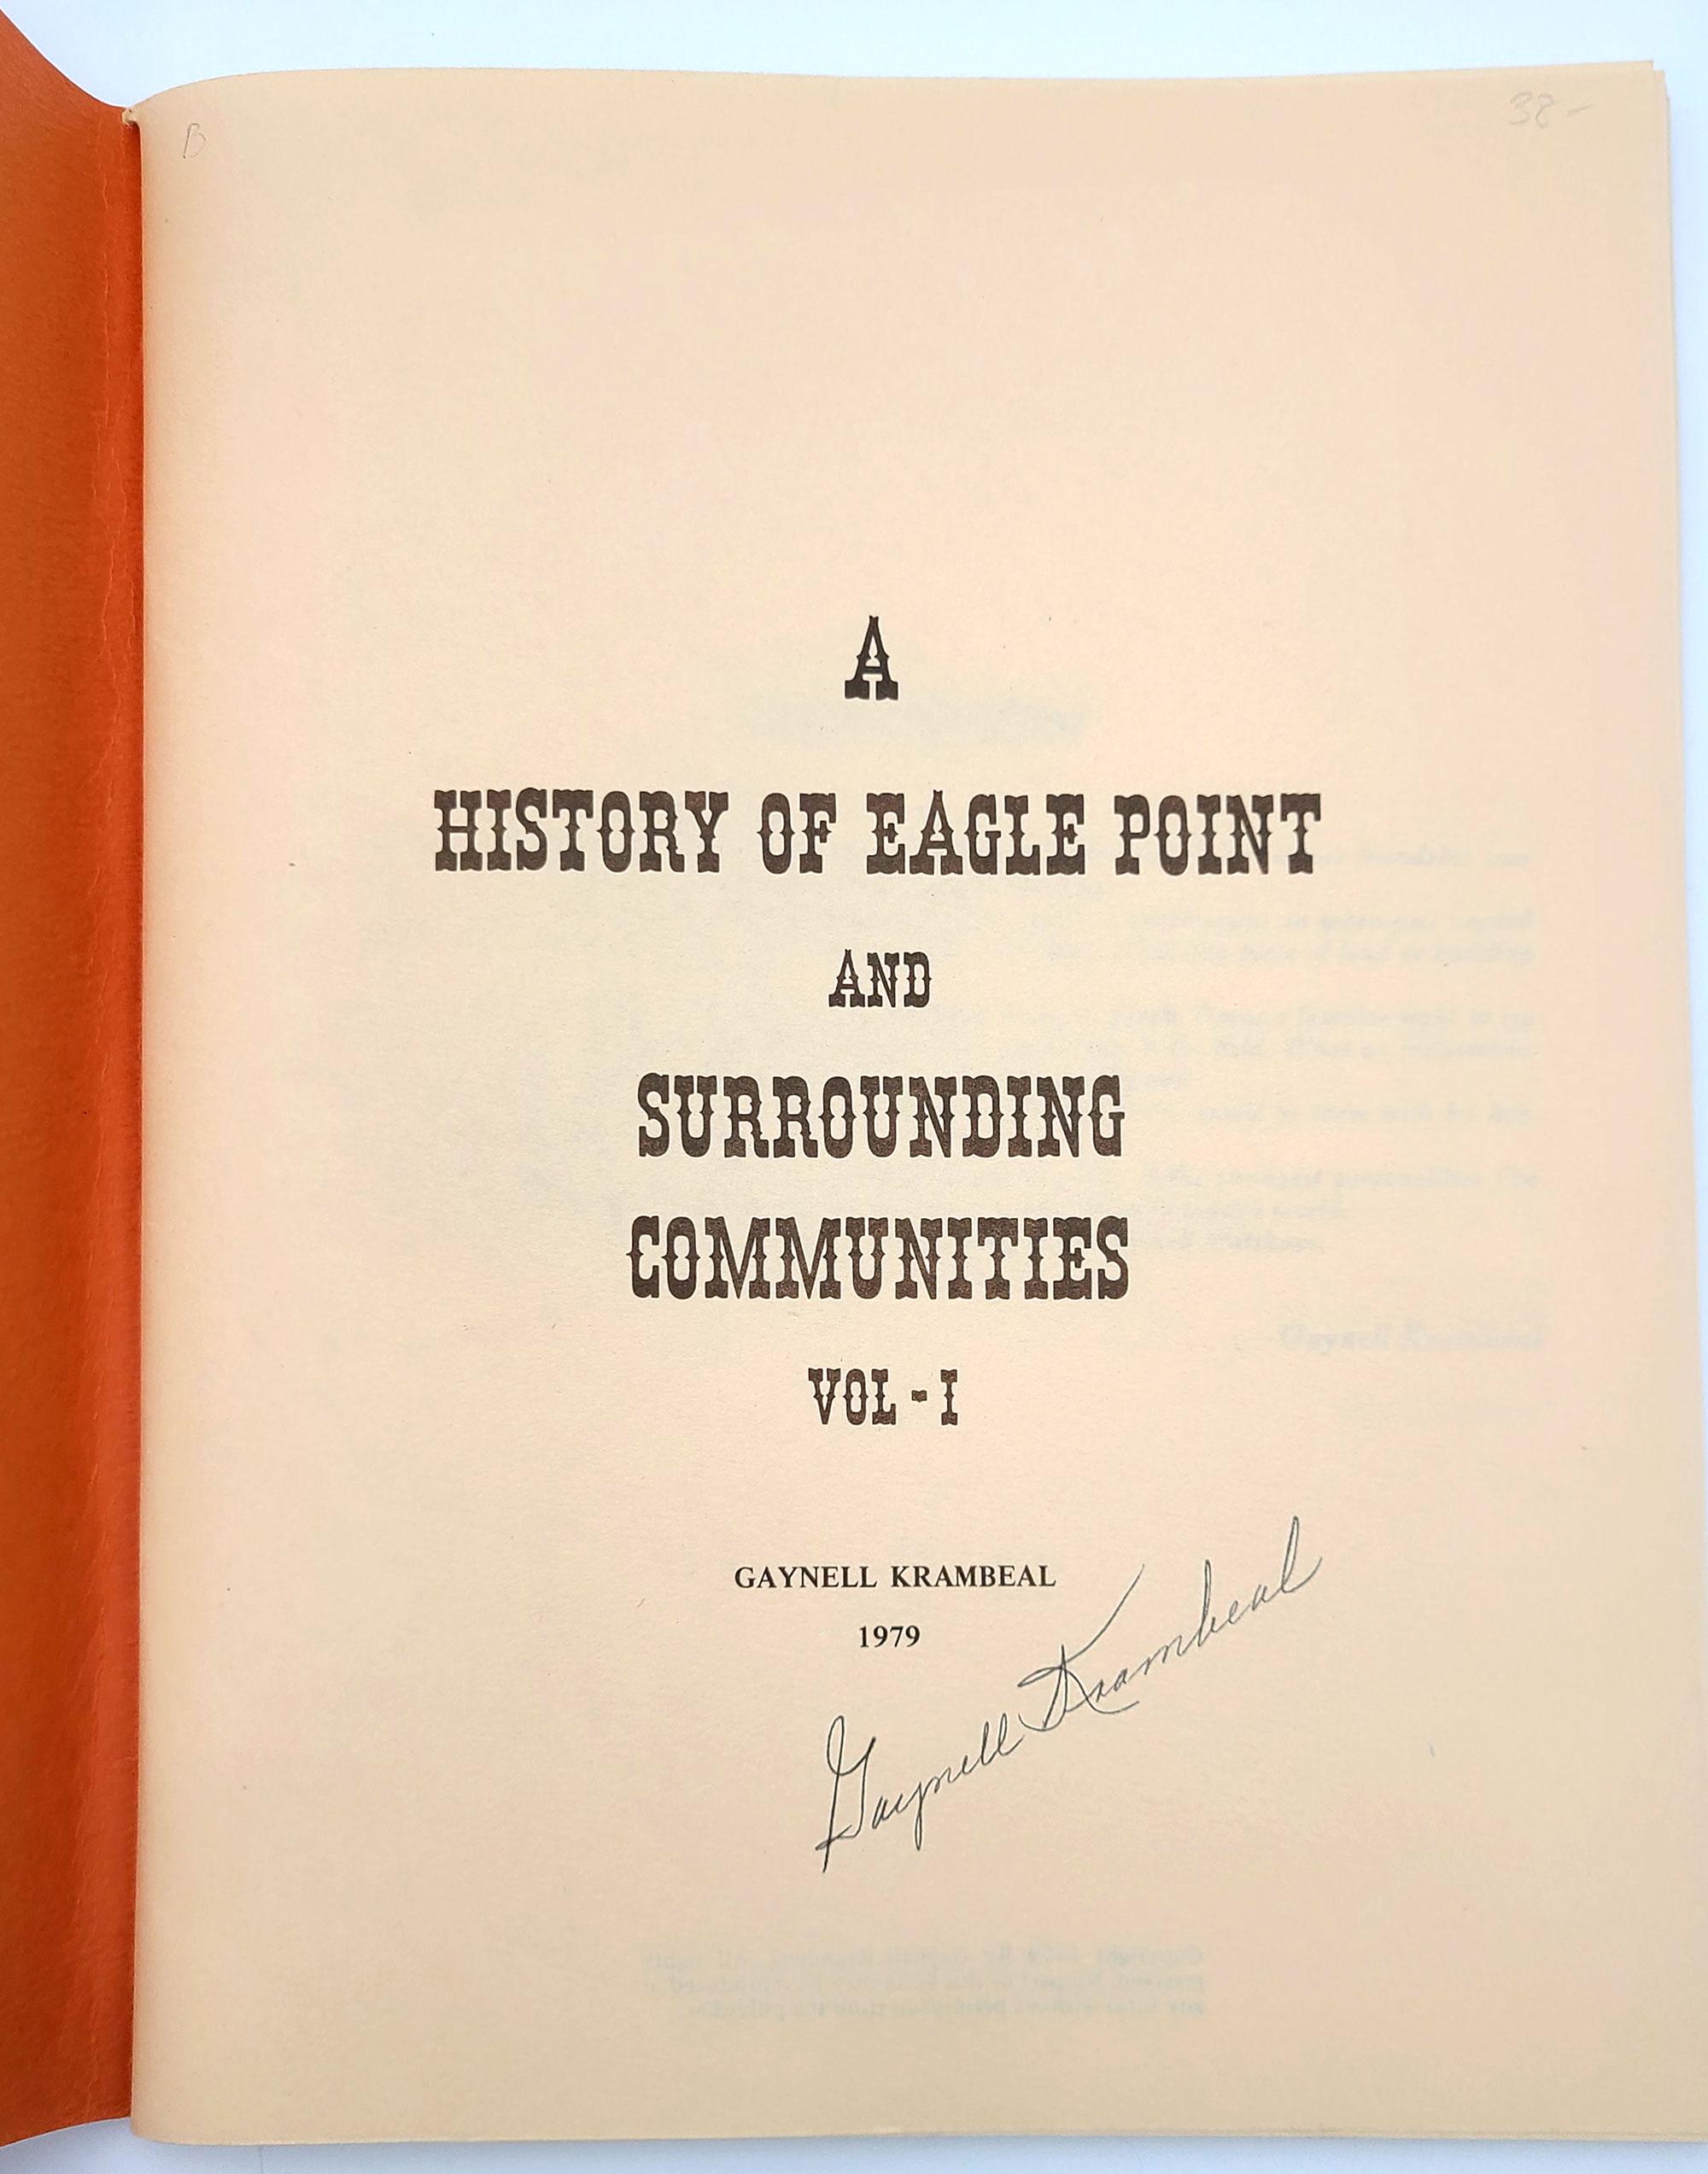 B
38-
A
HISTORY OF EAGLE POINT
AND
SURROUNDING
COMMUNITIES
VOL - I
GAYNELL KRAMBEAL
1979
Gaynell Krambeal